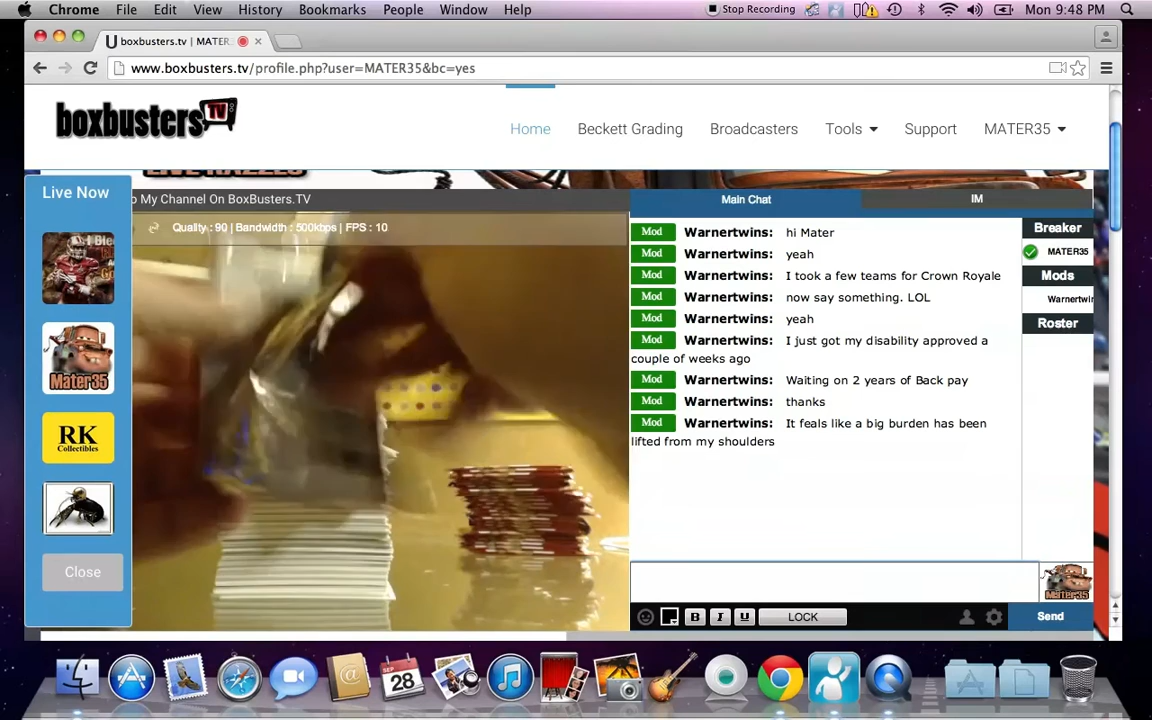 Chrome File Edit View History Bookmarks People Window Help Stop Recording Mon 9:48 PM
boxbusters.tv | MATER
www.boxbusters.tv/profile.php?user=MATER35&bc=yes
boxbusters TV
Home Beckett Grading Broadcasters Tools Support MATER35
Live Now
My Channel On BoxBusters.TV
Quality : 90 | Bandwidth : 500kbps | FPS : 10
Mater35
RK
Collectibles
Close
Main Chat IM
Mod Warnertwins: hi Mater
Mod Warnertwins: yeah
Mod Warnertwins: I took a few teams for Crown Royale
Mod Warnertwins: now say something. LOL
Mod Warnertwins: yeah
Mod Warnertwins: I just got my disability approved a
couple of weeks ago
Mod Warnertwins: Waiting on 2 years of Back pay
Mod Warnertwins: thanks
Mod Warnertwins: It feals like a big burden has been
lifted from my shoulders
Breaker
MATER35
Mods
Warnertwin
Roster
B I U LOCK Send
SEP
28